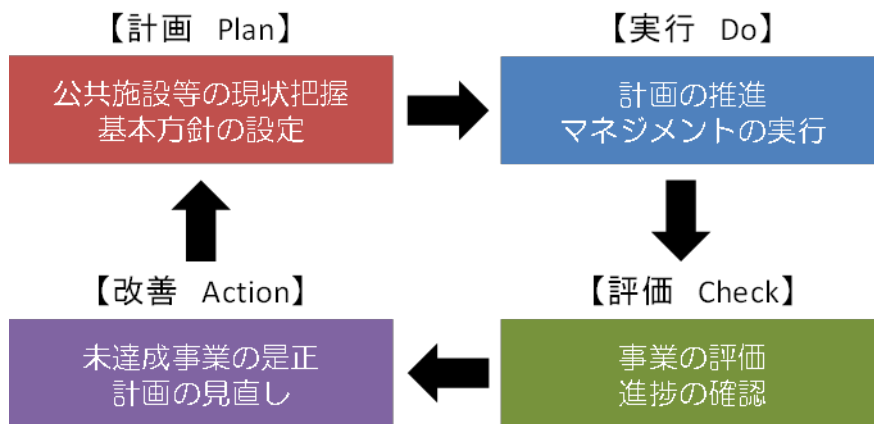 【計画 Plan】
公共施設等の現状把握
基本方針の設定
【実行 Do】
計画の推進
マネジメントの実行
【評価 Check】
事業の評価
進捗の確認
【改善 Action】
未達成事業の是正
計画の見直し